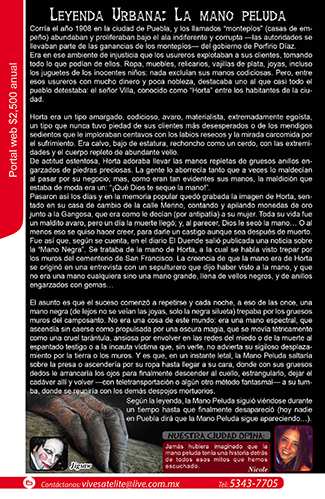 Leyenda Urbana: La mano peluda
Corría el año 1908 en la ciudad de Puebla, y los llamados "montepíos" (casas de em-
peño) abundaban y proliferaban bajo el ala indiferente y corrupta —las autoridades se
llevaban parte de las ganancias de los montepíos— del gobierno de Porfirio Díaz.
Era en ese ambiente de injusticia que los usureros explotaban a sus clientes, tomando
todo lo que podían de ellos. Ropa, muebles, relicarios, vajillas de plata, joyas, incluso
los juguetes de los inocentes niños: nada excluían sus manos codiciosas. Pero, entre
esos usureros con mucho dinero y poca nobleza, destacaba uno al que casi todo el
pueblo detestaba: el señor Villa, conocido como "Horta" entre los habitantes de la ciu-
dad.
Horta era un tipo amargado, codicioso, avaro, materialista, extremadamente egoísta,
un tipo que nunca tuvo piedad de sus clientes más desesperados o de los mendigos
sedientos que le imploraban centavos con los labios resecos y la mirada carcomida por
el sufrimiento. Era calvo, bajo de estatura, rechoncho como un cerdo, con las extremi-
dades y el cuerpo repleto de abundante vello.
De actitud ostentosa, Horta adoraba llevar las manos repletas de gruesos anillos en-
garzados de piedras preciosas. La gente lo aborrecía tanto que a veces lo maldecían
al pasar por su negocio; mas, como eran tan evidentes sus manos, la maldición que
estaba de moda era un: "¡Qué Dios te seque la mano!".
Pasaron así los días y en la memoria popular quedó grabada la imagen de Horta, sen-
tado en su casa de cambio de la calle Merino, contando y apilando monedas de oro
junto a la Gangosa, que era como le decían (por antipatía) a su mujer. Toda su vida fue
un maldito avaro, pero un día la muerte legó; y, al parecer, Dios le secó la mano... O al
menos eso se quiso hacer creer, para darle un castigo aunque sea después de muerto.
Fue así que, según se cuenta, en el diario El Duende salió publicada una noticia sobre
la "Mano Negra". Se trataba de la mano de Horta, a la cual se había visto trepar por
los muros del cementerio de San Francisco. La creencia de que la mano era de Horta
se originó en una entrevista con un sepulturero que dijo haber visto a la mano, y que
no era una mano cualquiera sino una mano grande, llena de vellos negros, y de anillos
engarzados con gemas...
El asunto es que el suceso comenzó a repetirse y cada noche, a eso de las once, una
mano negra (de lejos no se veían las joyas, solo la negra silueta) trepaba por los gruesos
muros del camposanto. No era una cosa de este mundo: era una mano espectral, que
ascendía sin caerse como propulsada por una oscura magia, que se movía tétricamente
como una cruel tarántula, ansiosa por envolver en las redes del miedo o de la muerte al
espantado testigo o a la incauta víctima que, sin verle, no advertía su sigiloso desplaza-
miento por la tierra o los muros. Y es que, en un instante letal, la Mano Peluda saltaría
sobre la presa o ascendería por su ropa hasta llegar a su cara, donde con sus gruesos
dedos le arrancaría los ojos para finalmente descender al cuello, estrangularlo, dejar el
cadáver allí y volver —con teletransportación o algún otro método fantasmal— a su tum-
ba, donde se reuniría con los demás despojos mortuorios.
Según la leyenda, la Mano Peluda siguió viéndose durante
un tiempo hasta que finalmente desapareció (hoy nadie
en Puebla dirá que la Mano Peluda sigue apareciendo…).
NUESTRA CIUDAD OPINA:
Jamás hubiera imaginado que la
mano peluda tenía una historia detrás
de todos esos mitos que hemos
escuchado.
Nicole
Jigsaw
Portal web $2,500 anual
Contáctanos: vivesatelite@live.com.mx
Tel: 5343-7705